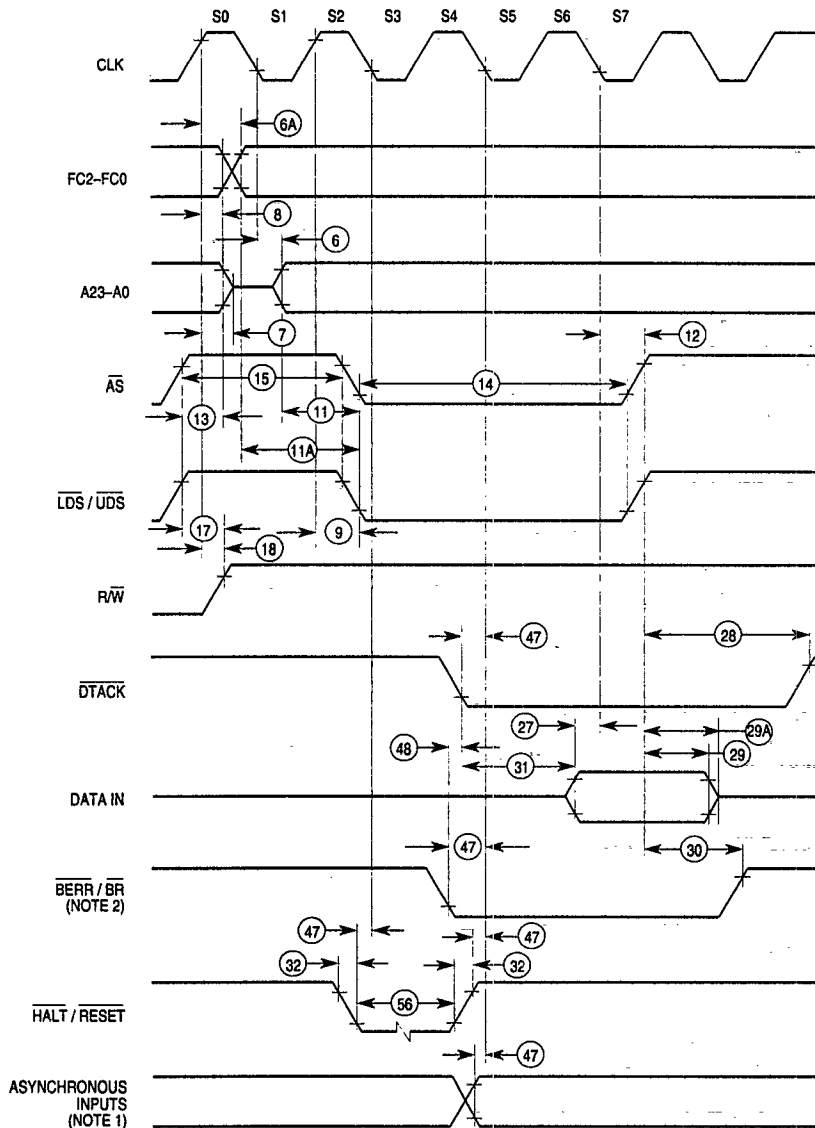 S0 S1 S2 S3 S4 S5 S6 S7
CLK
6A
FC2–FC0
8
6
A23–A0
7
12
AS
15
14
13
11
11A
LDS / UDS
17
9
18
R/W
47
28
DTACK
27
29A
48
31
29
DATA IN
47
30
BERR / BR
(NOTE 2)
47
47
32
32
56
HALT / RESET
47
ASYNCHRONOUS
INPUTS
(NOTE 1)